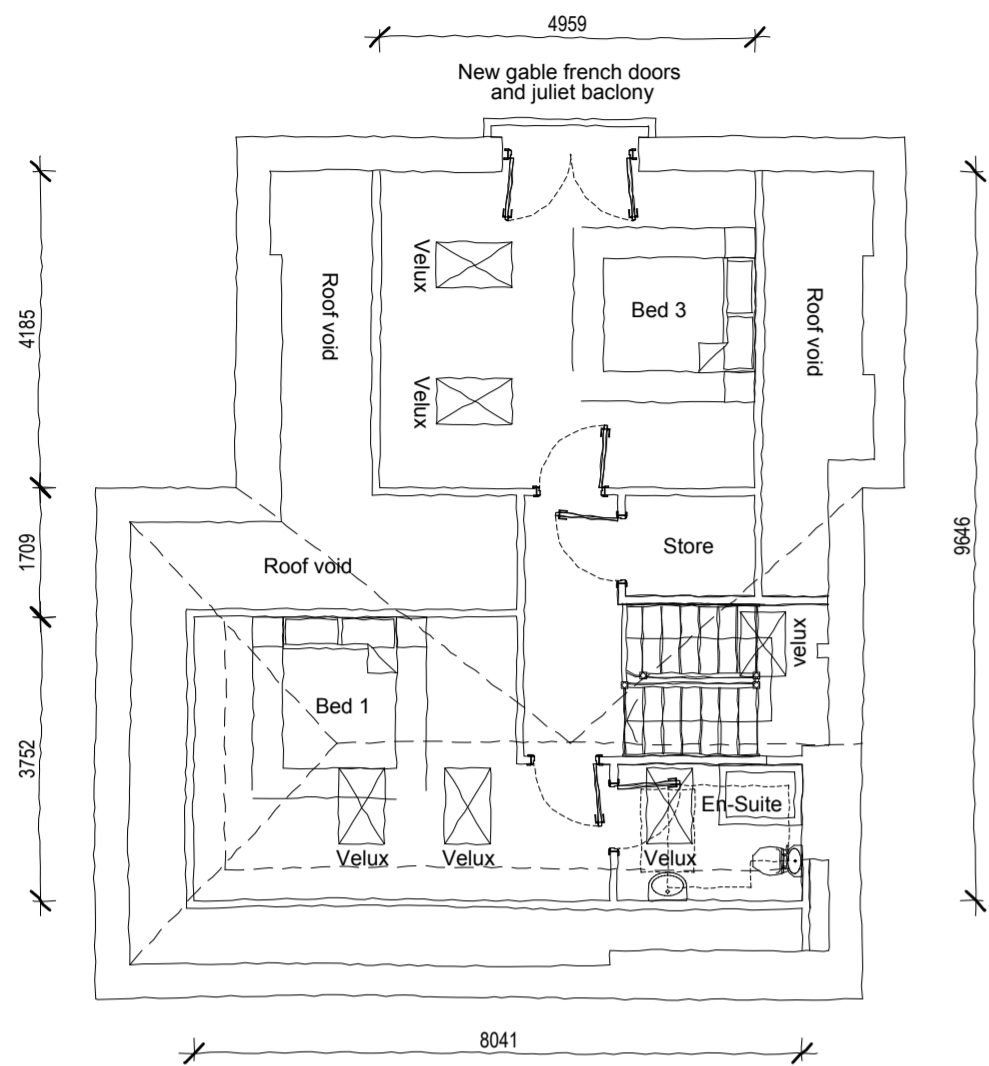 4959
New gable french doors
and juliet baclony
Velux
Bed 3
Roof void
Roof void
4185
Velux
9646
1709
Store
Roof void
velux
Bed 1
3752
En-Suite
Velux
Velux
Velux
8041